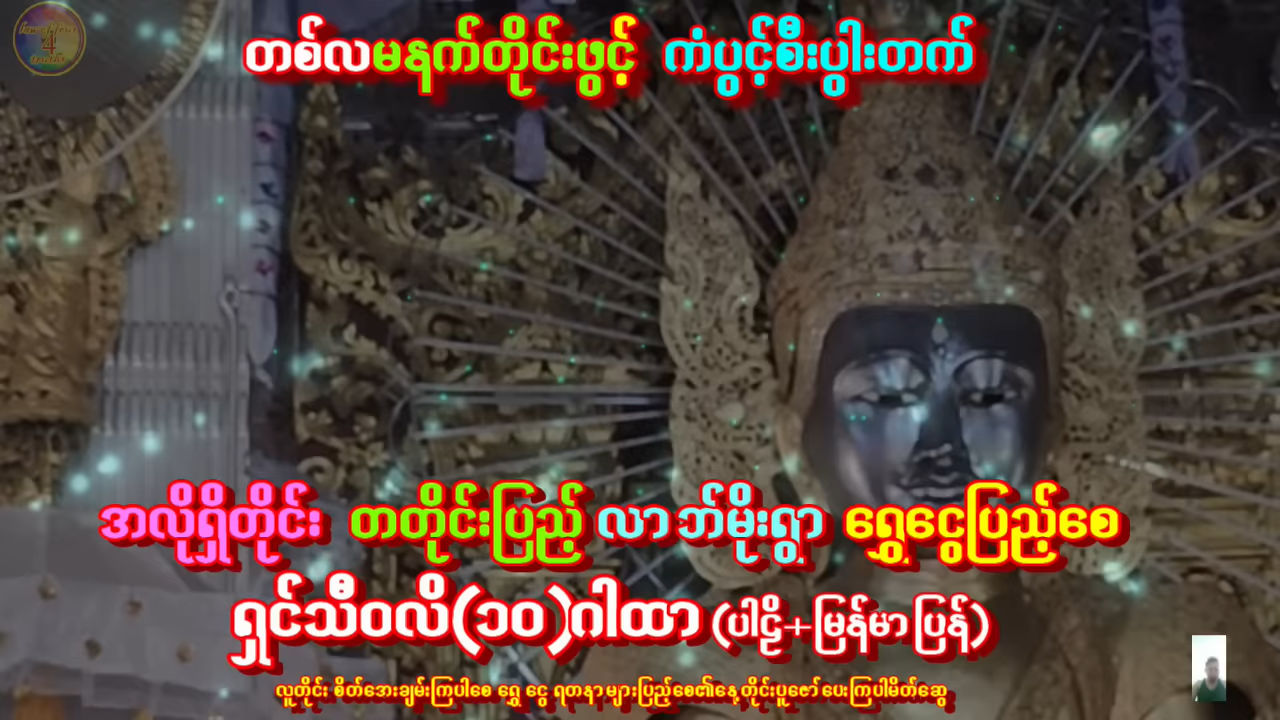 တစ်လမနက်တိုင်းဖွင့် ကံပွင့်စီးပွါးတက်
အလိုရှိတိုင်း တတိုင်းပြည့် လာဘ်မိုးရွာ ရွှေငွေပြည့်စေ
ရှင်သီဝလိ(၁၀)ဂါထာ (ပါဠိ+မြန်မာပြန်)
လူတိုင်း စိတ်အေးချမ်းကြပါစေ ရွှေ ငွေ ရတနာများပြည့်စေ၏နေ့တိုင်းပူဇော်ပေးကြပါမိတ်ဆွေ